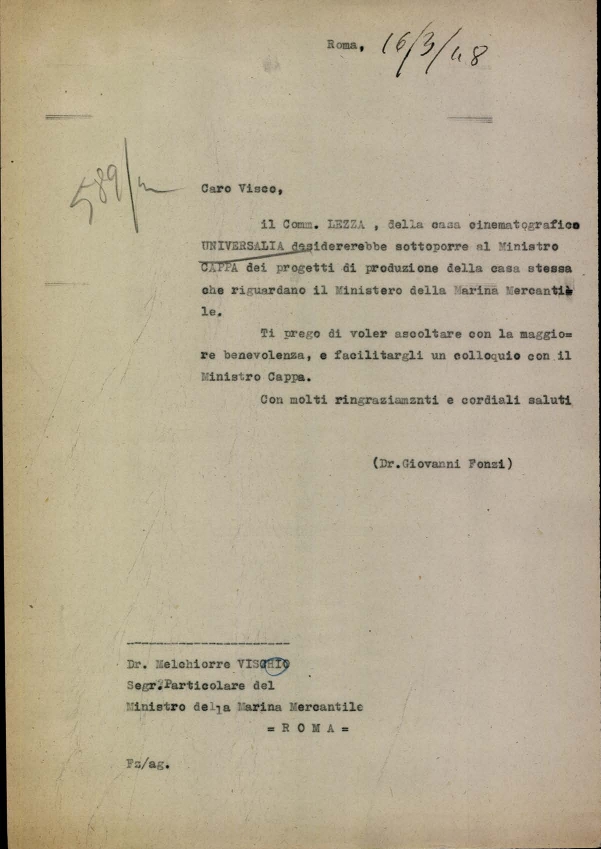 Roma, 16/3/48
589/m
Caro Visco,
il Comm. LEZZA , della casa cinematografico
UNIVERSALIA desidererebbe sottoporre al Ministro
CAPPA dei progetti di produzione della casa stessa
che riguardano il Ministero della Marina Mercanti=
le.
Ti prego di voler ascoltare con la maggio=
re benevolenza, e facilitargli un colloquio con il
Ministro Cappa.
Con molti ringraziamznti e cordiali saluti
(Dr.Giovanni Fonzi)
Dr. Melchiorre VISCHIO
Segr.Particolare del
Ministro della Marina Mercantile
= R O M A =
Fz/ag.